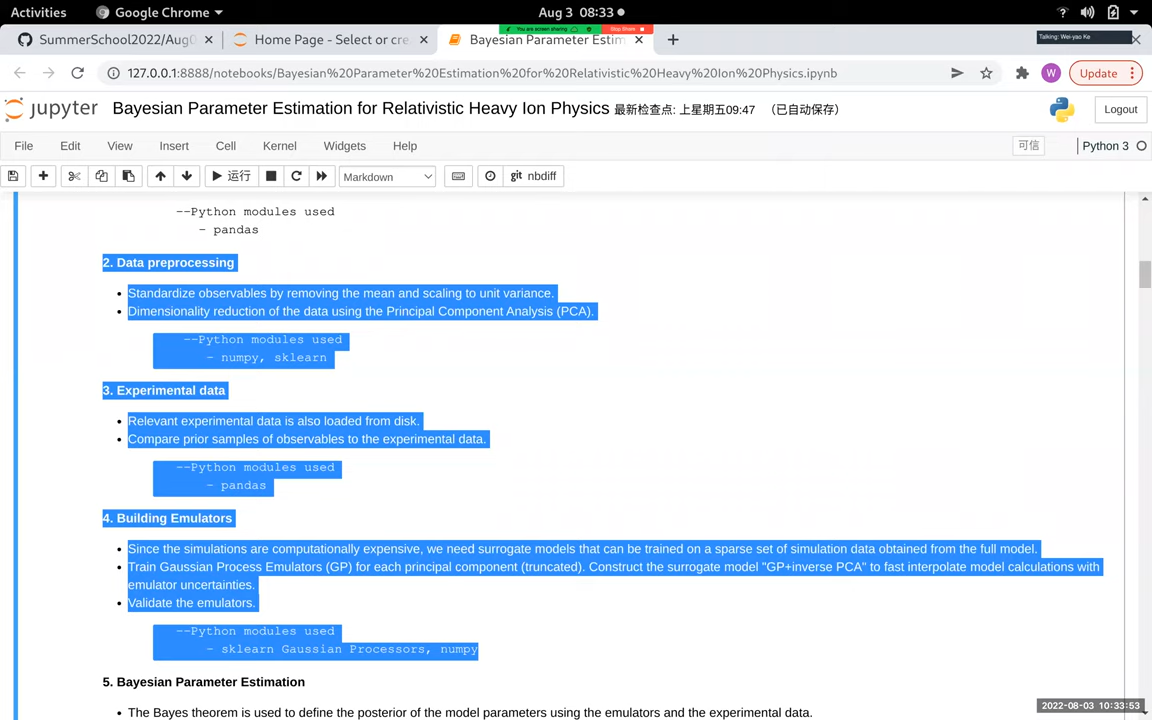 Activities Google Chrome Aug 3 08:33
You are screen sharing Stop Share
SummerSchool2022/Aug0 Home Page - Select or cre Bayesian Parameter Estim Talking: Wei-yao Ke
127.0.0.1:8888/notebooks/Bayesian%20Parameter%20Estimation%20for%20Relativistic%20Heavy%20Ion%20Physics.ipynb W Update
jupyter Bayesian Parameter Estimation for Relativistic Heavy Ion Physics 最新检查点: 上星期五09:47 (已自动保存) Logout
File Edit View Insert Cell Kernel Widgets Help 可信 Python 3
运行 Markdown git nbdiff
--Python modules used
- pandas
2. Data preprocessing
• Standardize observables by removing the mean and scaling to unit variance.
• Dimensionality reduction of the data using the Principal Component Analysis (PCA).
--Python modules used
- numpy, sklearn
3. Experimental data
• Relevant experimental data is also loaded from disk.
• Compare prior samples of observables to the experimental data.
--Python modules used
- pandas
4. Building Emulators
• Since the simulations are computationally expensive, we need surrogate models that can be trained on a sparse set of simulation data obtained from the full model.
• Train Gaussian Process Emulators (GP) for each principal component (truncated). Construct the surrogate model "GP+inverse PCA" to fast interpolate model calculations with
emulator uncertainties.
• Validate the emulators.
--Python modules used
- sklearn Gaussian Processors, numpy
5. Bayesian Parameter Estimation
• The Bayes theorem is used to define the posterior of the model parameters using the emulators and the experimental data.
2022-08-03 10:33:53